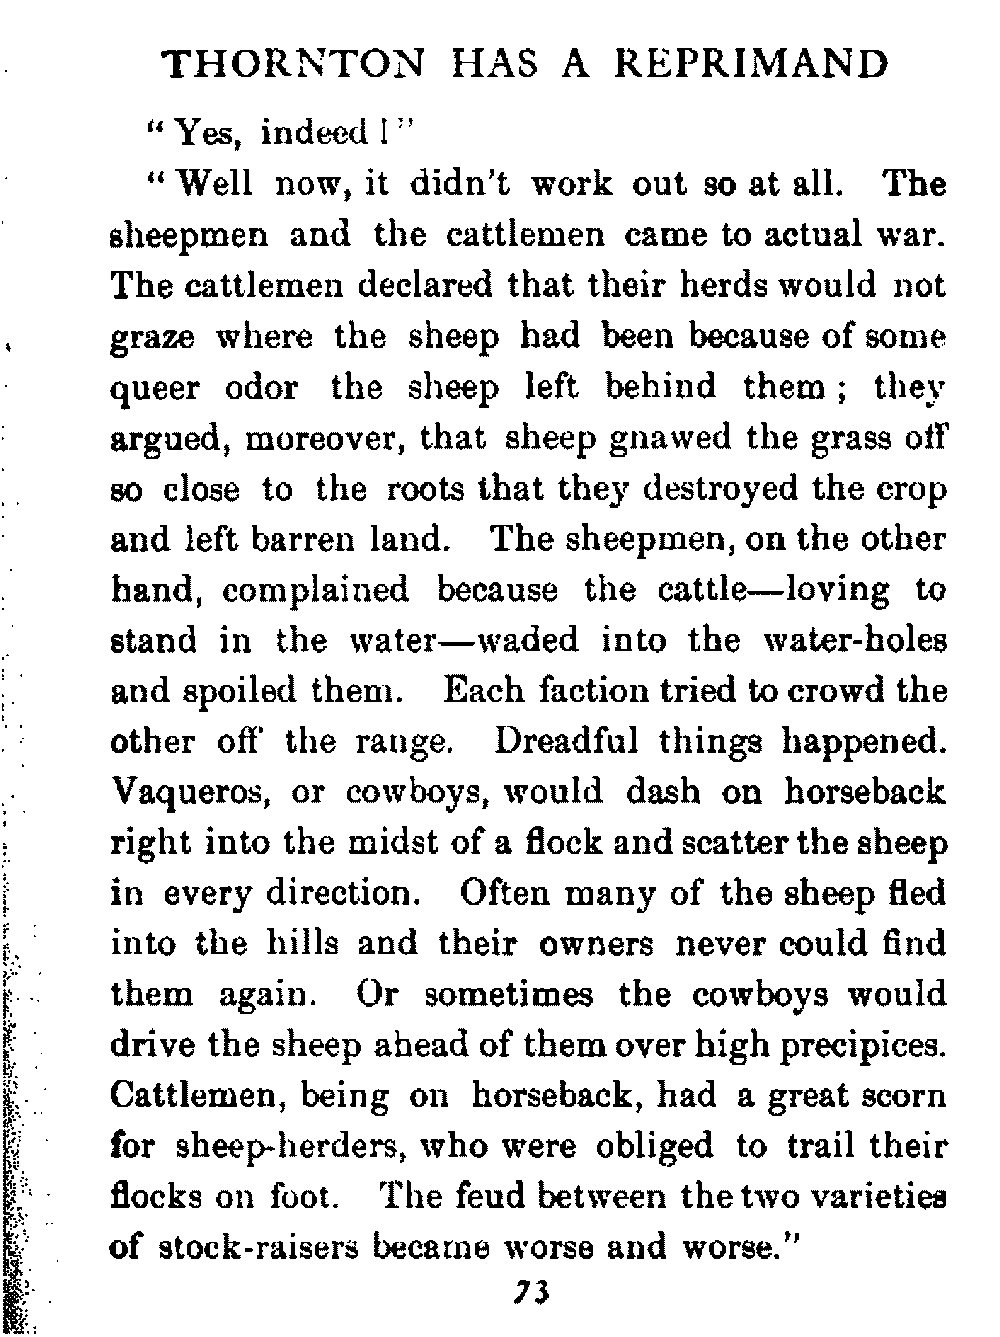 THORNTON HAS A REPRIMAND
“ Yes, indeed !”
“ Well now, it didn't work out so at all. The
sheepmen and the cattlemen came to actual war.
The cattlemen declared that their herds would not
graze where the sheep had been because of some
queer odor the sheep left behind them ; they
argued, moreover, that sheep gnawed the grass off
so close to the roots that they destroyed the crop
and left barren land. The sheepmen, on the other
hand, complained because the cattle—loving to
stand in the water—waded into the water-holes
and spoiled them. Each faction tried to crowd the
other off the range. Dreadful things happened.
Vaqueros, or cowboys, would dash on horseback
right into the midst of a flock and scatter the sheep
in every direction. Often many of the sheep fled
into the hills and their owners never could find
them again. Or sometimes the cowboys would
drive the sheep ahead of them over high precipices.
Cattlemen, being on horseback, had a great scorn
for sheep-herders, who were obliged to trail their
flocks on foot. The feud between the two varieties
of stock-raisers became worse and worse.”
73